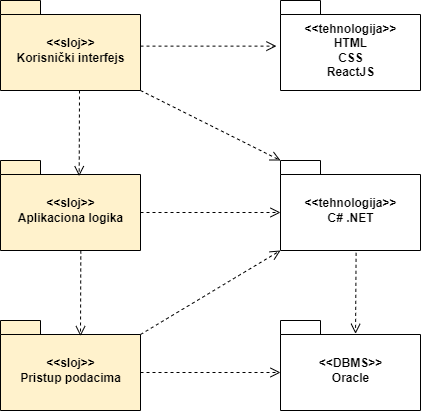 <<sloj>>
Korisnički interfejs
<<tehnologija>>
HTML
CSS
ReactJS
<<sloj>>
Aplikaciona logika
<<tehnologija>>
C# .NET
<<sloj>>
Pristup podacima
<<DBMS>>
Oracle